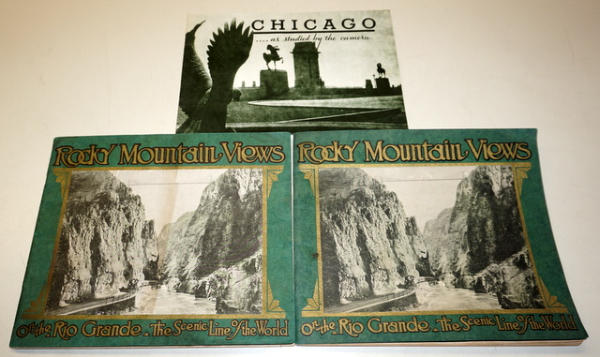 CHICAGO
.... as studied by the camera
Rocky Mountain Views
On the Rio Grande. The Scenic Line of the World
Rocky Mountain Views
On the Rio Grande. The Scenic Line of the World